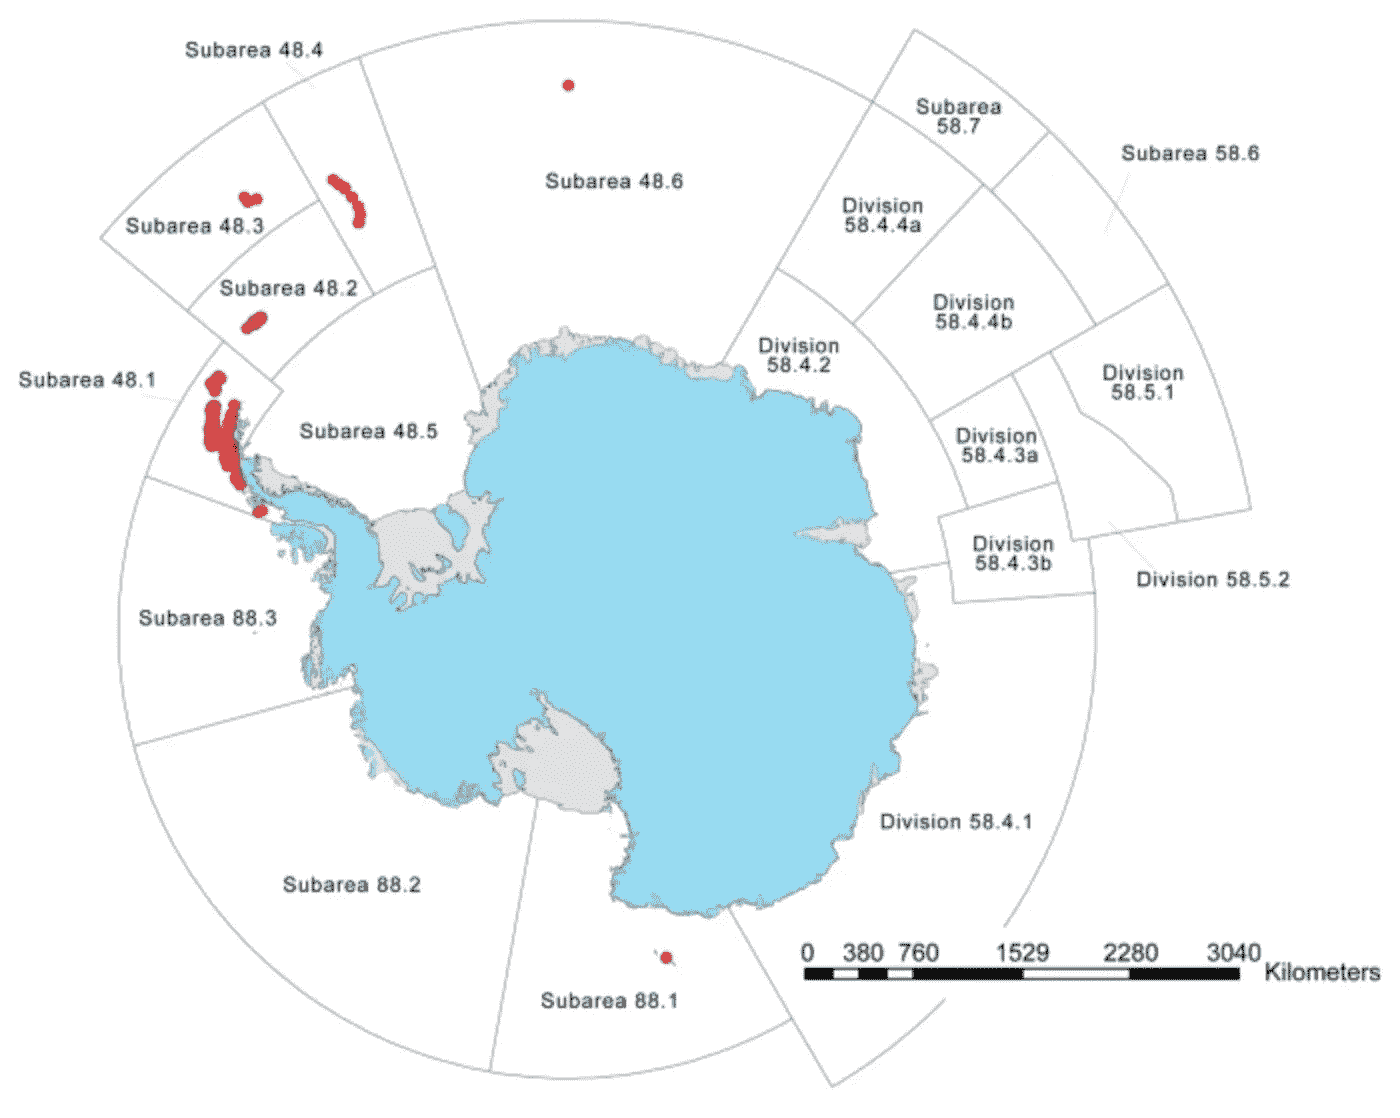 Subarea 48.4
Subarea
58.7
Subarea 58.6
Subarea 48.6
Division
58.4.4a
Subarea 48.3
Subarea 48.2
Division
58.4.4b
Division
58.4.2
Subarea 48.1
Division
58.5.1
Subarea 48.5
Division
58.4.3a
Division
58.4.3b
Division 58.5.2
Subarea 88.3
Division 58.4.1
Subarea 88.2
0 380 760 1529 2280 3040
Kilometers
Subarea 88.1